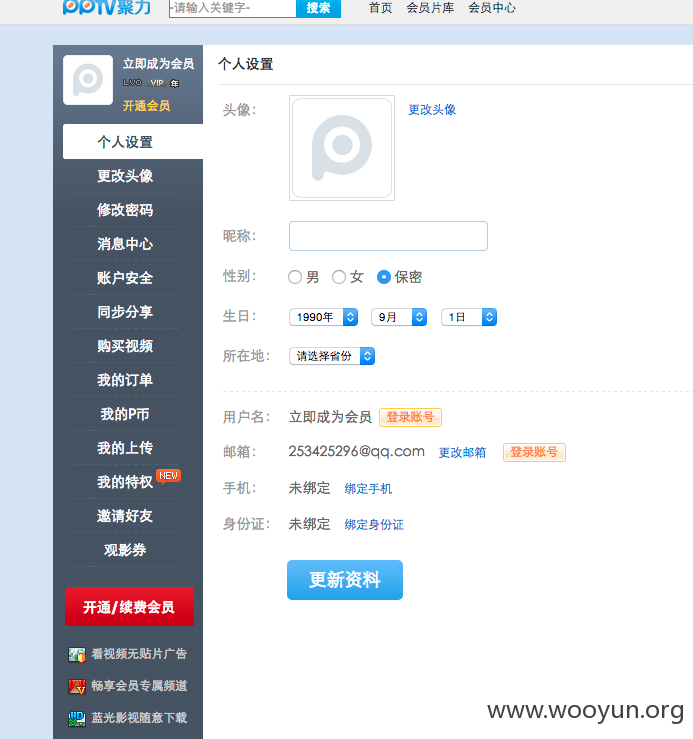 PPTV聚力 -请输入关键字- 搜索 首页 会员片库 会员中心
立即成为会员
LV0 VIP 年
开通会员
个人设置
更改头像
修改密码
消息中心
账户安全
同步分享
购买视频
我的订单
我的P币
我的上传
我的特权 NEW
邀请好友
观影券
开通/续费会员
看视频无贴片广告
畅享会员专属频道
蓝光影视随意下载
个人设置
头像: 更改头像
昵称:
性别: 男 女 保密
生日: 1990年 9月 1日
所在地: 请选择省份
用户名: 立即成为会员 登录账号
邮箱: 253425296@qq.com 更改邮箱 登录账号
手机: 未绑定 绑定手机
身份证: 未绑定 绑定身份证
更新资料
www.wooyun.org